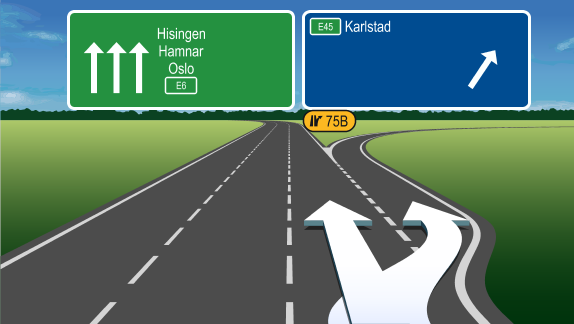 Hisingen
Hamnar
Oslo
E6
E45 Karlstad
75B